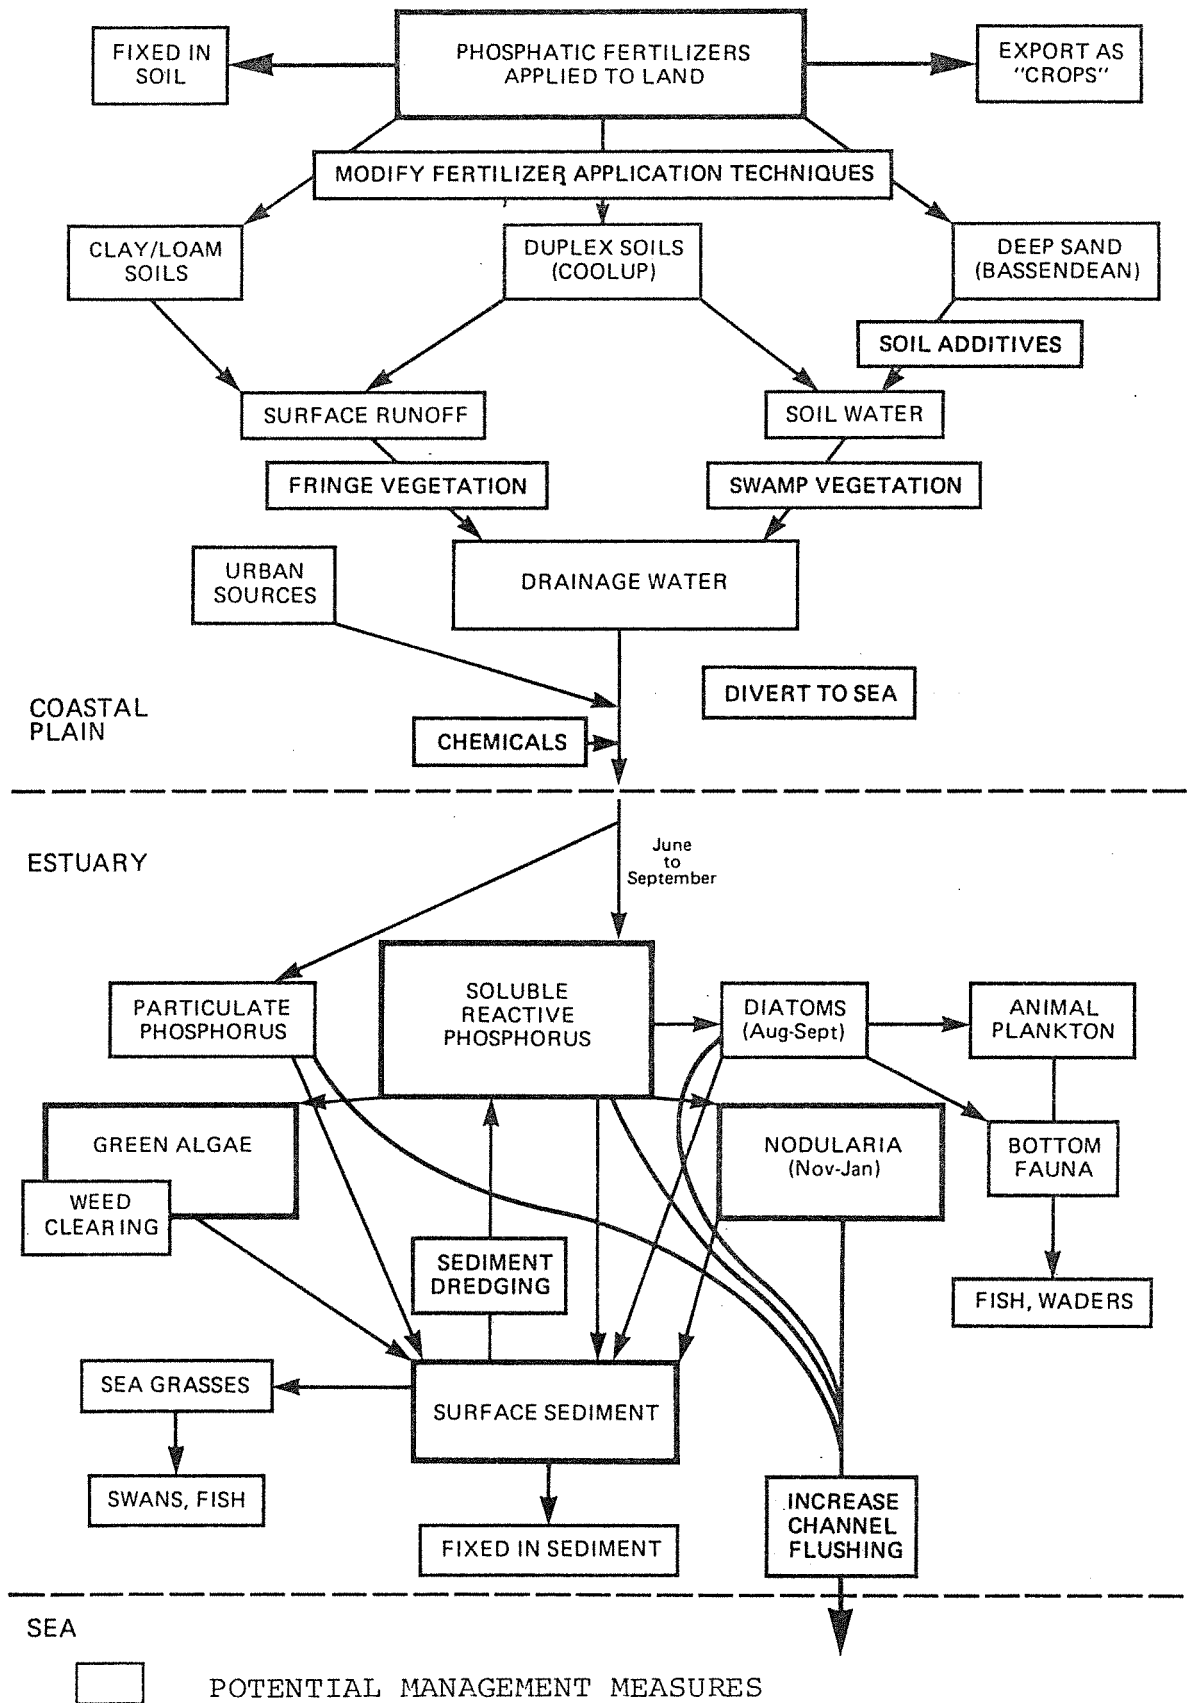 FIXED IN
SOIL
PHOSPHATIC FERTILIZERS
APPLIED TO LAND
EXPORT AS
"CROPS"
MODIFY FERTILIZER APPLICATION TECHNIQUES
CLAY/LOAM
SOILS
DUPLEX SOILS
(COOLUP)
DEEP SAND
(BASSENDEAN)
SOIL ADDITIVES
SURFACE RUNOFF
SOIL WATER
FRINGE VEGETATION
SWAMP VEGETATION
URBAN
SOURCES
DRAINAGE WATER
DIVERT TO SEA
COASTAL
PLAIN
CHEMICALS
ESTUARY
June
to
September
PARTICULATE
PHOSPHORUS
SOLUBLE
REACTIVE
PHOSPHORUS
DIATOMS
(Aug-Sept)
ANIMAL
PLANKTON
GREEN ALGAE
NODULARIA
(Nov-Jan)
BOTTOM
FAUNA
WEED
CLEARING
SEDIMENT
DREDGING
FISH, WADERS
SEA GRASSES
SURFACE SEDIMENT
SWANS, FISH
FIXED IN SEDIMENT
INCREASE
CHANNEL
FLUSHING
SEA
POTENTIAL MANAGEMENT MEASURES